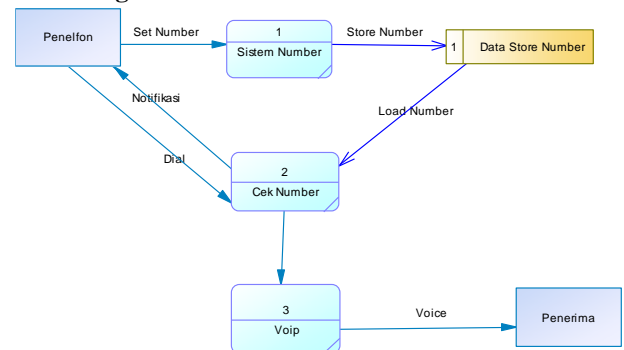 Penelfon
Set Number
1
Sistem Number
Store Number
1
Data Store Number
Notifikasi
Load Number
Dial
2
Cek Number
3
Voip
Voice
Penerima